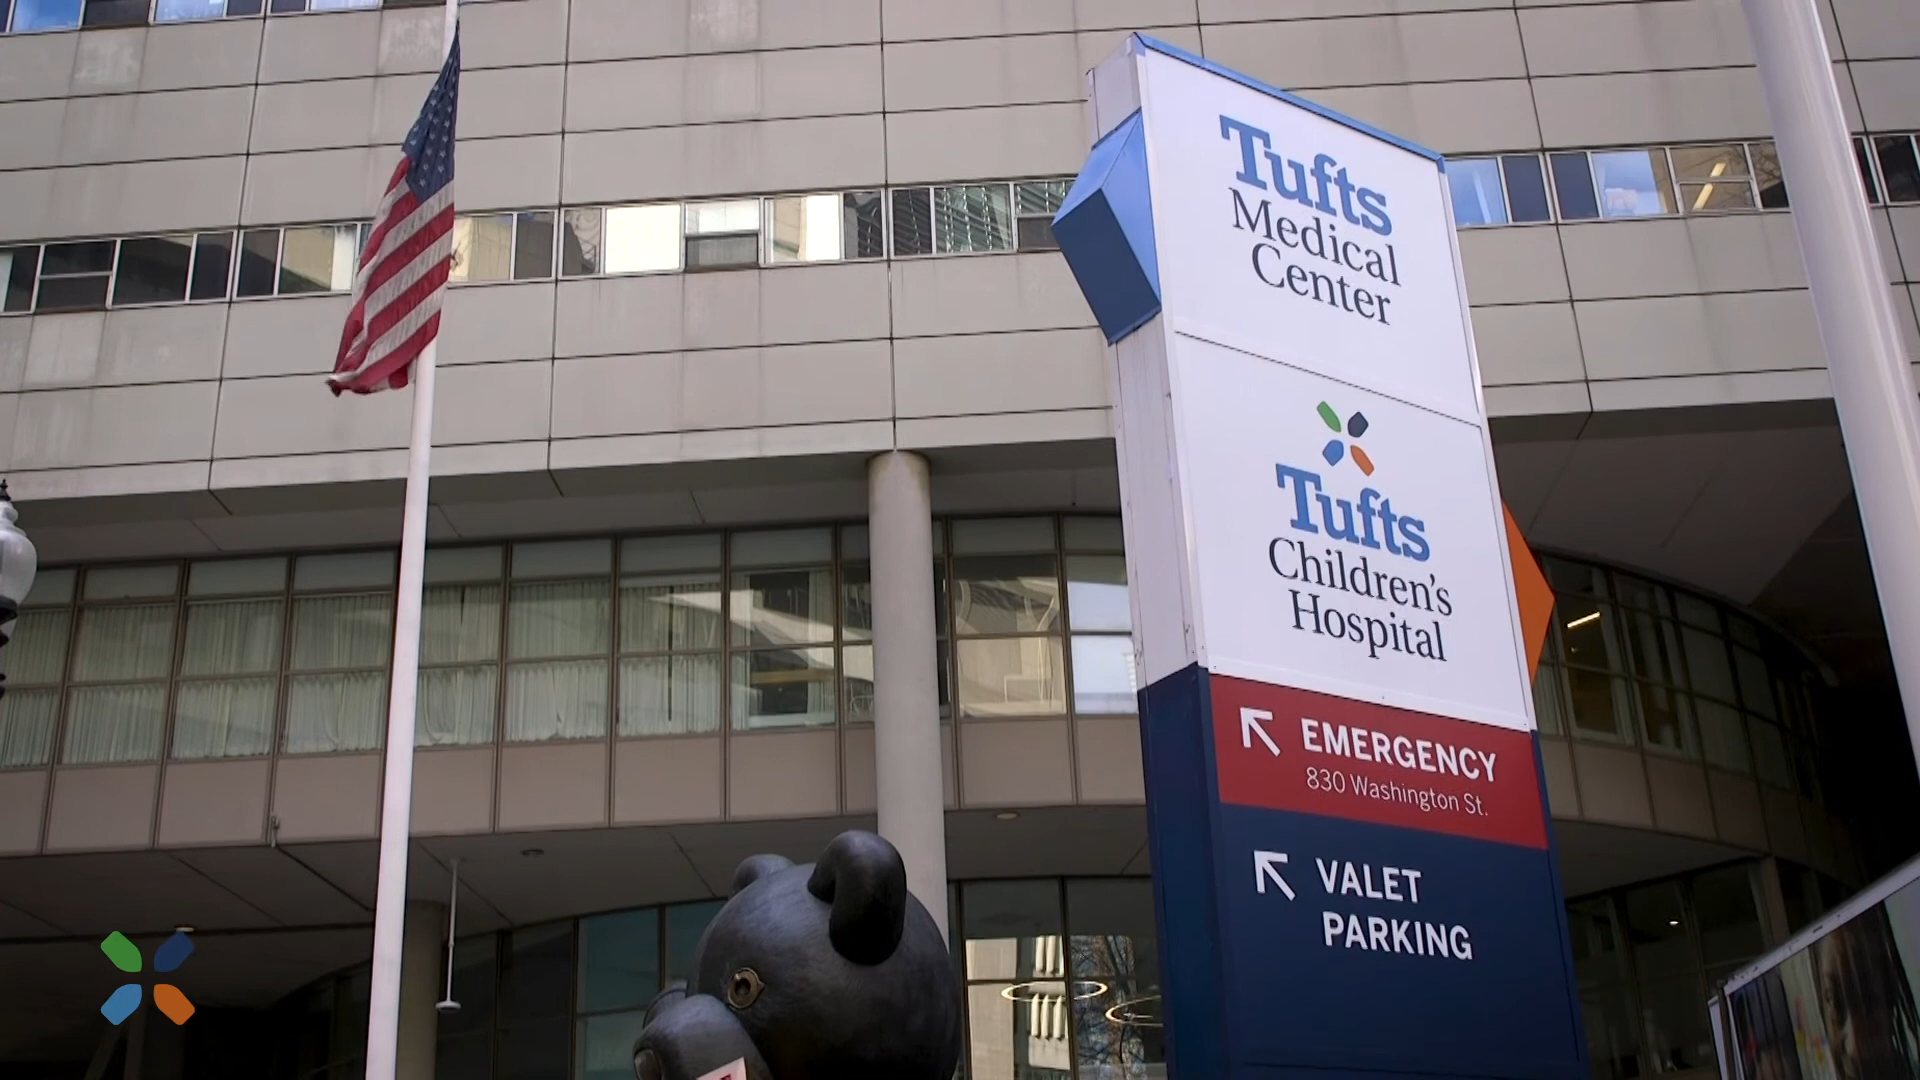 Tufts
Medical
Center
Tufts
Children's
Hospital
EMERGENCY
830 Washington St.
VALET
PARKING